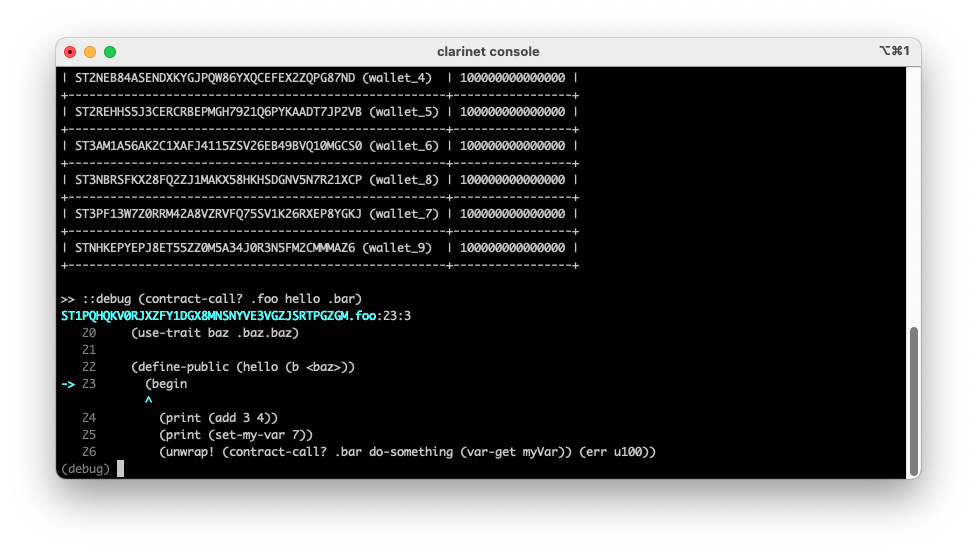 clarinet console
⌥⌘1
| ST2NEB84ASENDXKYGJPQW86YXQCEFEX2ZQPG87ND (wallet_4)  | 100000000000000 |
+------------------------------------------------------+-----------------+
| ST2REHHS5J3CERCRBEPMGH7921Q6PYKAADT7JP2VB (wallet_5) | 100000000000000 |
+------------------------------------------------------+-----------------+
| ST3AM1A56AK2C1XAFJ4115ZSV26EB49BVQ10MGCS0 (wallet_6) | 100000000000000 |
+------------------------------------------------------+-----------------+
| ST3NBRSFKX28FQ2ZJ1MAKX58HKHSDGNV5N7R21XCP (wallet_8) | 100000000000000 |
+------------------------------------------------------+-----------------+
| ST3PF13W7Z0RRM42A8VZRVFQ75SV1K26RXEP8YGKJ (wallet_7) | 100000000000000 |
+------------------------------------------------------+-----------------+
| STNHKEPYEPJ8ET55ZZ0M5A34J0R3N5FM2CMMMAZ6 (wallet_9)  | 100000000000000 |
+------------------------------------------------------+-----------------+
>> ::debug (contract-call? .foo hello .bar)
ST1PQHQKV0RJXZFY1DGX8MNSNYVE3VGZJSRTPGZGM.foo:23:3
20 (use-trait baz .baz.baz)
21
22 (define-public (hello (b <baz>))
-> 23 (begin
^
24 (print (add 3 4))
25 (print (set-my-var 7))
26 (unwrap! (contract-call? .bar do-something (var-get myVar)) (err u100))
(debug)